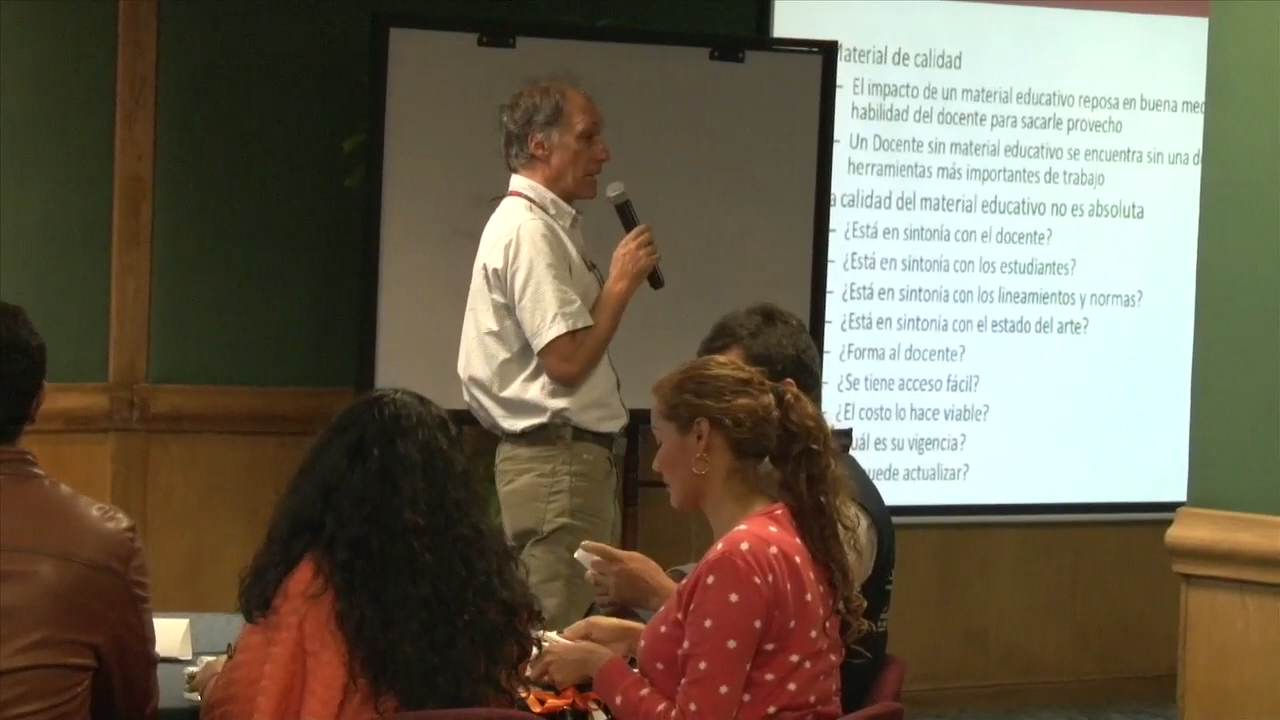 Material de calidad
– El impacto de un material educativo reposa en buena
habilidad del docente para sacarle provecho
– Un Docente sin material educativo se encuentra sin una
herramientas más importantes de trabajo
calidad del material educativo no es absoluta
– ¿Está en sintonía con el docente?
– ¿Está en sintonía con los estudiantes?
– ¿Está en sintonía con los lineamientos y normas?
– ¿Está en sintonía con el estado del arte?
– ¿Forma al docente?
– ¿Se tiene acceso fácil?
– ¿El costo lo hace viable?
es su vigencia?
actualizar?